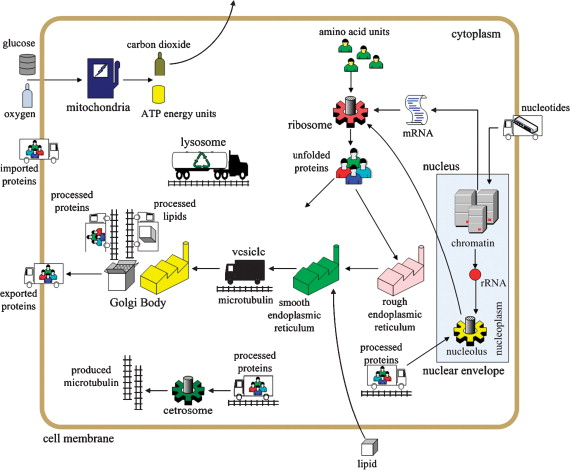 glucose
oxygen
mitochondria
carbon dioxide
ATP energy units
amino acid units
cytoplasm
ribosome
mRNA
nucleotides
imported
proteins
lysosome
unfolded
proteins
nucleus
chromatin
rRNA
nucleoplasm
nucleolus
nuclear envelope
processed
proteins
processed
lipids
exported
proteins
Golgi Body
vesicle
microtubulin
smooth
endoplasmic
reticulum
rough
endoplasmic
reticulum
processed
proteins
produced
microtubulin
cetrosome
processed
proteins
cell membrane
lipid